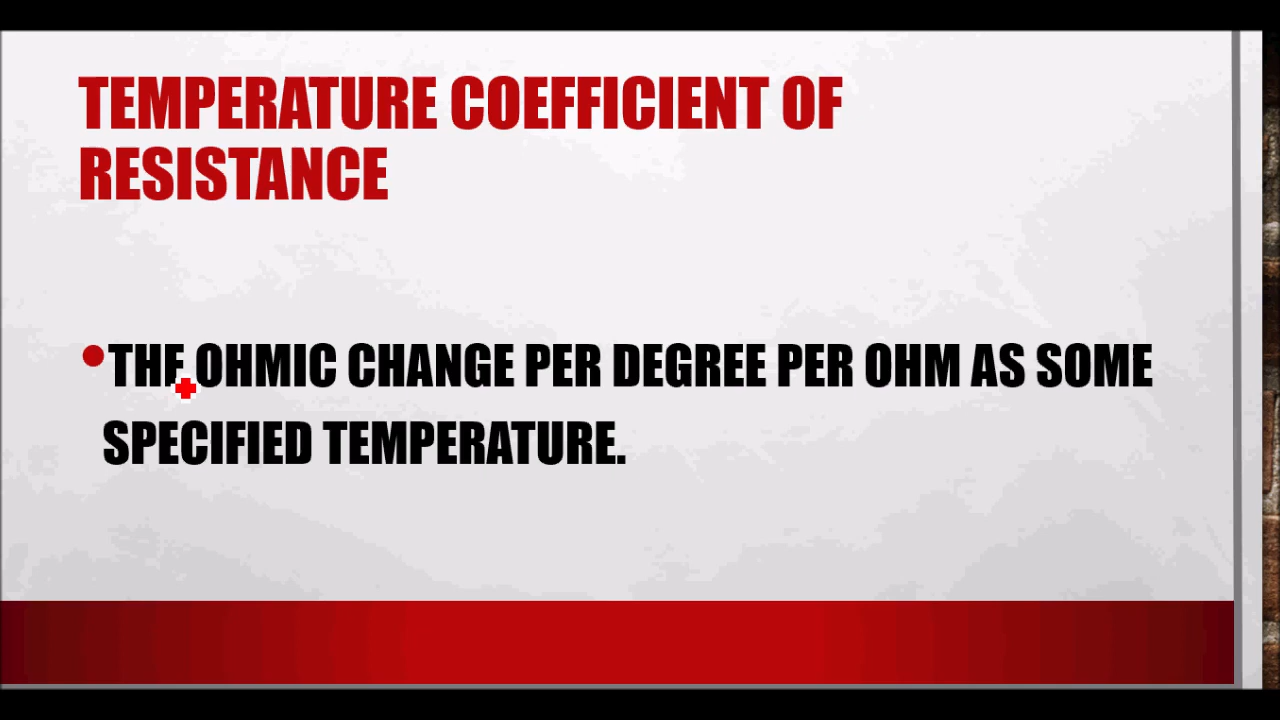 TEMPERATURE COEFFICIENT OF
RESISTANCE
•THE OHMIC CHANGE PER DEGREE PER OHM AS SOME
SPECIFIED TEMPERATURE.